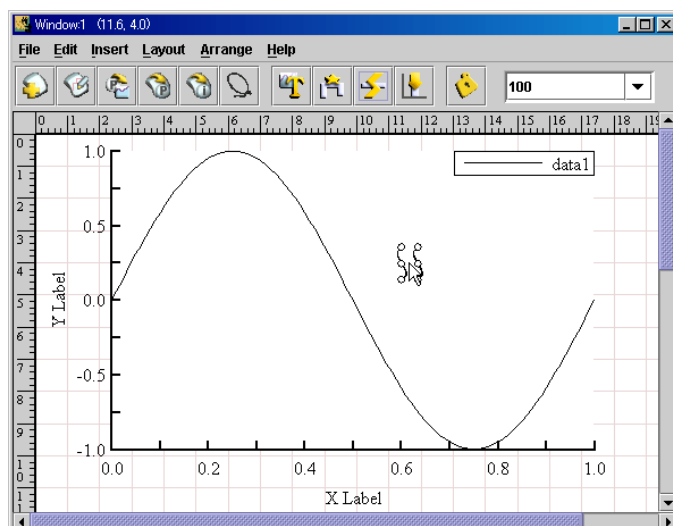 Window:1 (11.6, 4.0)
File Edit Insert Layout Arrange Help
P I T 100
0 1 2 3 4 5 6 7 8 9 10 11 12 13 14 15 16 17 18 19
0
1
2
3
4
5
6
7
8
9
10
11
1.0
0.5
0.0
-0.5
-1.0
Y Label
data1
0.0 0.2 0.4 0.6 0.8 1.0
X Label